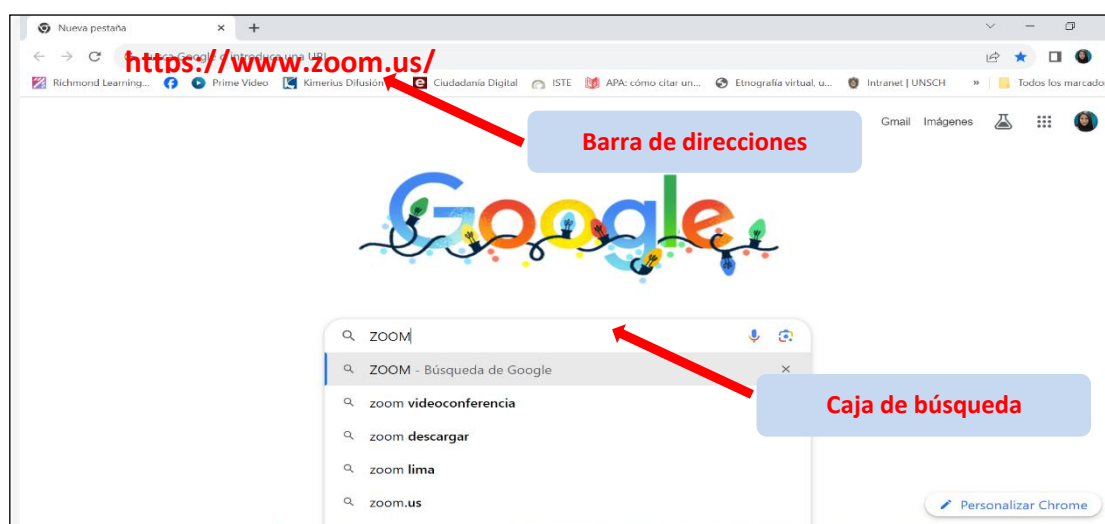 Nueva pestaña
https://www.zoom.us/
Richmond Learning... Prime Video Kimerius Difusión Ciudadanía Digital ISTE APA: cómo citar un... Etnografía virtual, u... Intranet | UNSCH » Todos los marcado
Barra de direcciones
Gmail Imágenes
Google
ZOOM
ZOOM - Búsqueda de Google
zoom videoconferencia
Caja de búsqueda
zoom descargar
zoom lima
zoom.us
Personalizar Chrome